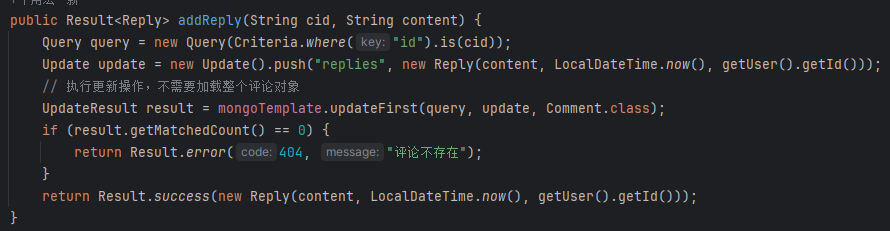 public Result<Reply> addReply(String cid, String content) {
Query query = new Query(Criteria.where( key: "id").is(cid));
Update update = new Update().push("replies", new Reply(content, LocalDateTime.now(), getUser().getId()));
// 执行更新操作，不需要加载整个评论对象
UpdateResult result = mongoTemplate.updateFirst(query, update, Comment.class);
if (result.getMatchedCount() == 0) {
return Result.error( code: 404, message: "评论不存在");
}
return Result.success(new Reply(content, LocalDateTime.now(), getUser().getId()));
}